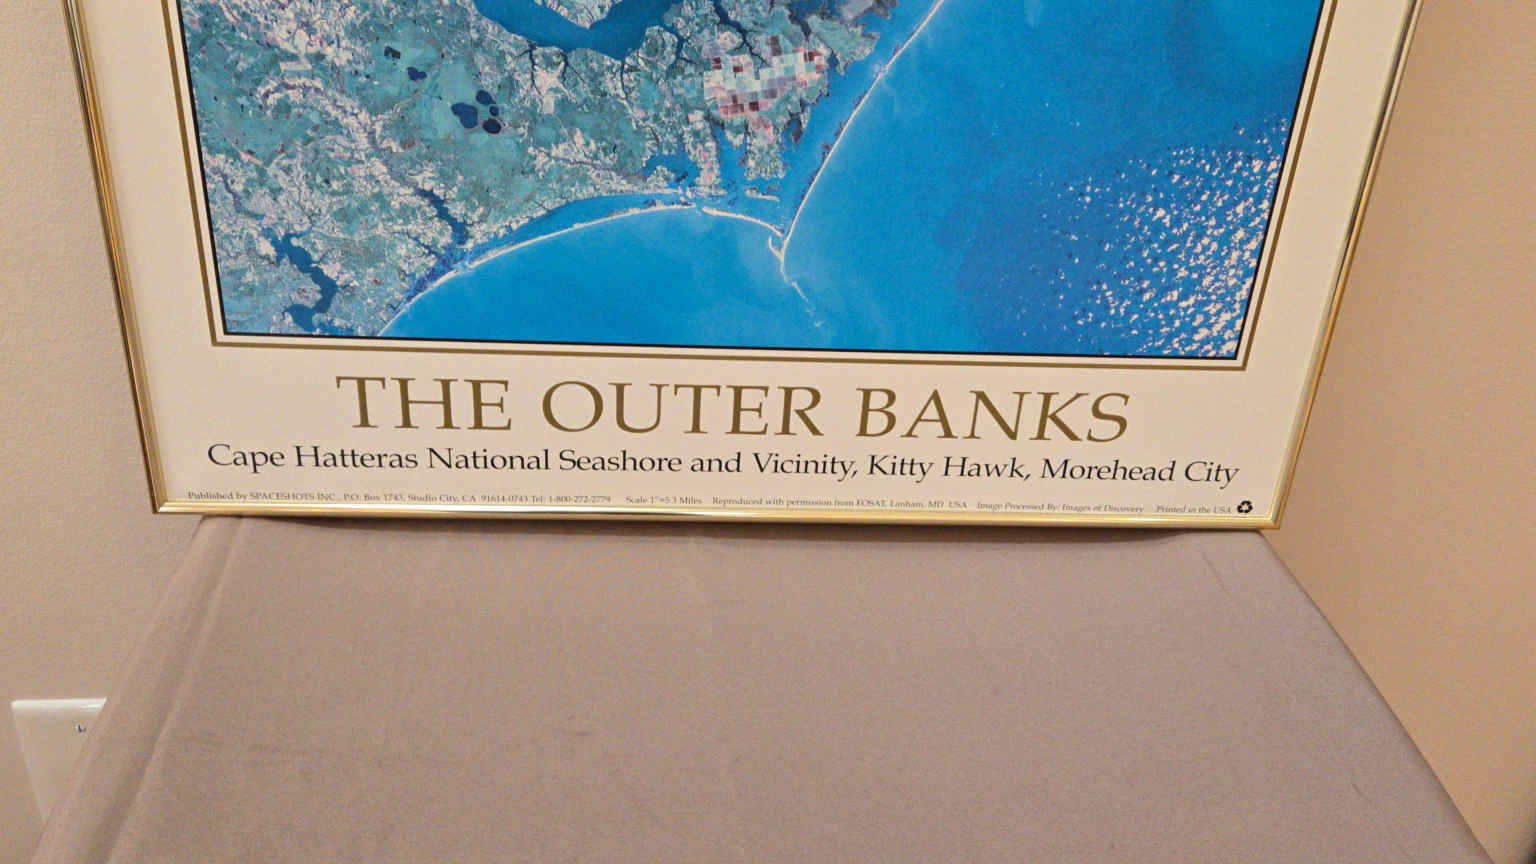 THE OUTER BANKS
Cape Hatteras National Seashore and Vicinity, Kitty Hawk, Morehead City
Published by SPACESHOTS INC., P.O. Box 1743, Studio City, CA 91614-0743 Tel: 1-800-272-2779 Scale 1"=5.3 Miles Reproduced with permission from EOSAT, Lanham, MD USA Image Processed By: Images of Discovery Printed in the USA